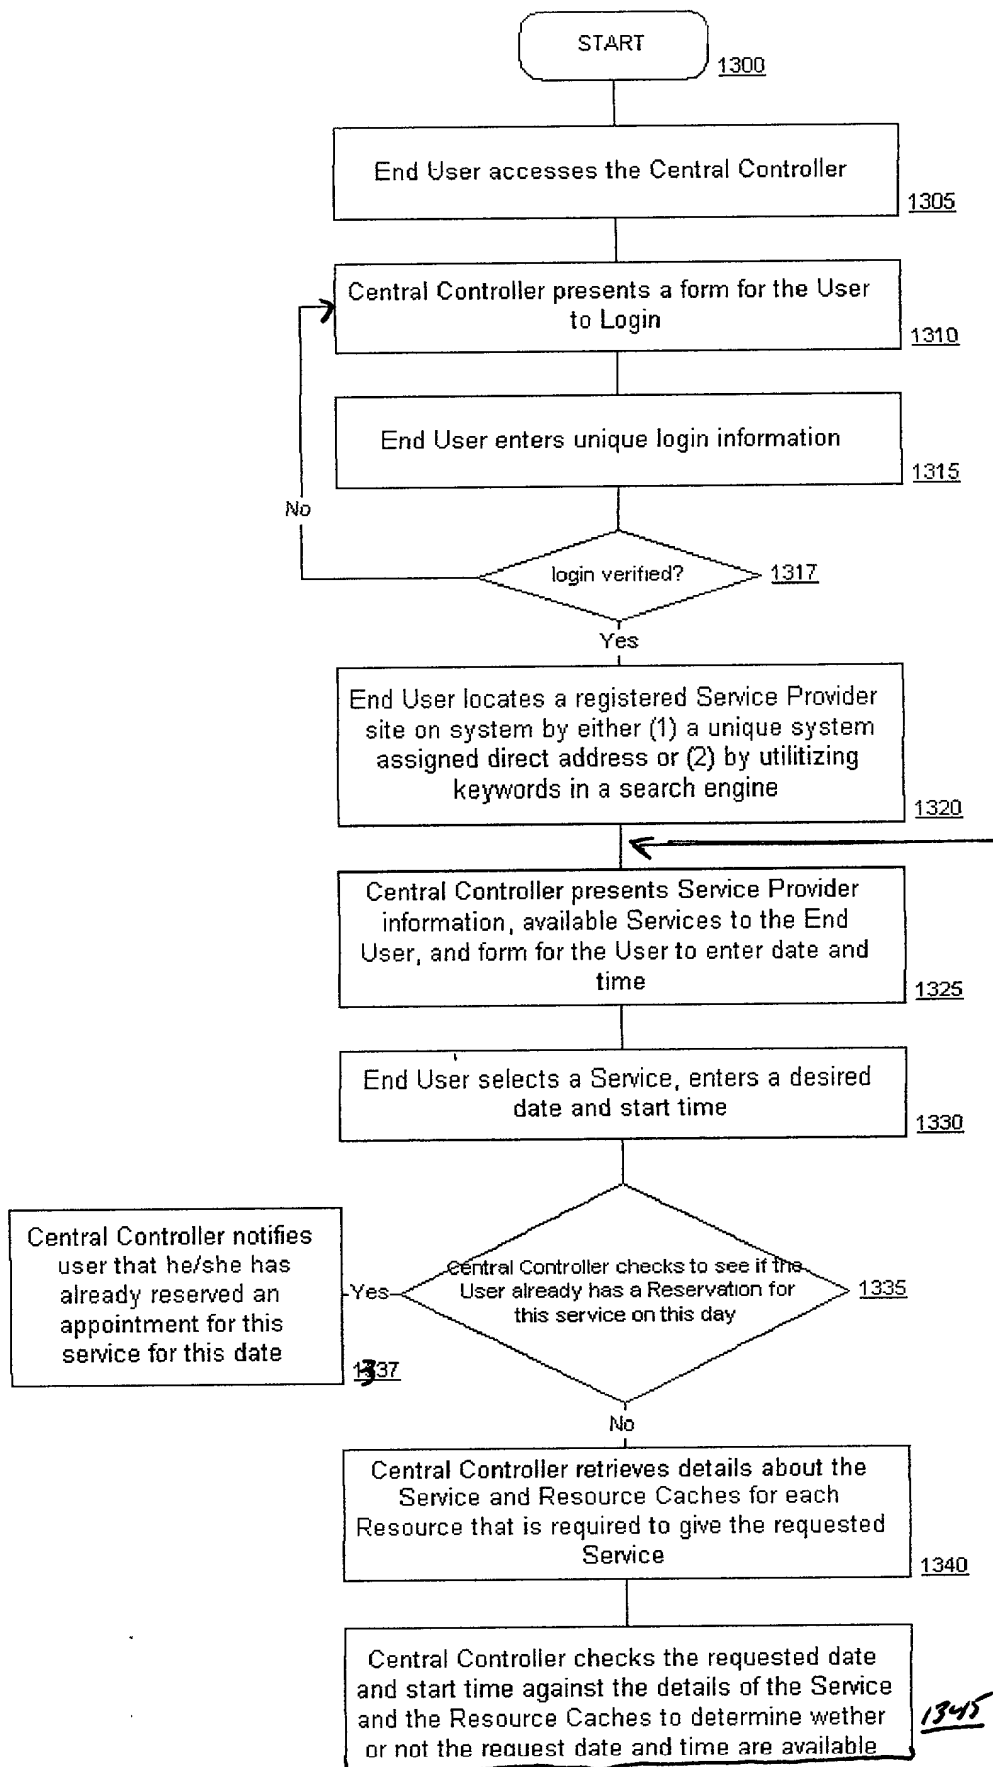 START
1300
End User accesses the Central Controller
1305
Central Controller presents a form for the User
to Login
1310
End User enters unique login information
1315
No
login verified?
1317
Yes
End User locates a registered Service Provider
site on system by either (1) a unique system
assigned direct address or (2) by utilitizing
keywords in a search engine
1320
Central Controller presents Service Provider
information, available Services to the End
User, and form for the User to enter date and
time
1325
End User selects a Service, enters a desired
date and start time
1330
Central Controller checks to see if the
User already has a Reservation for
this service on this day
1335
Yes
Central Controller notifies
user that he/she has
already reserved an
appointment for this
service for this date
1337
No
Central Controller retrieves details about the
Service and Resource Caches for each
Resource that is required to give the requested
Service
1340
Central Controller checks the requested date
and start time against the details of the Service
and the Resource Caches to determine wether
or not the request date and time are available
1345